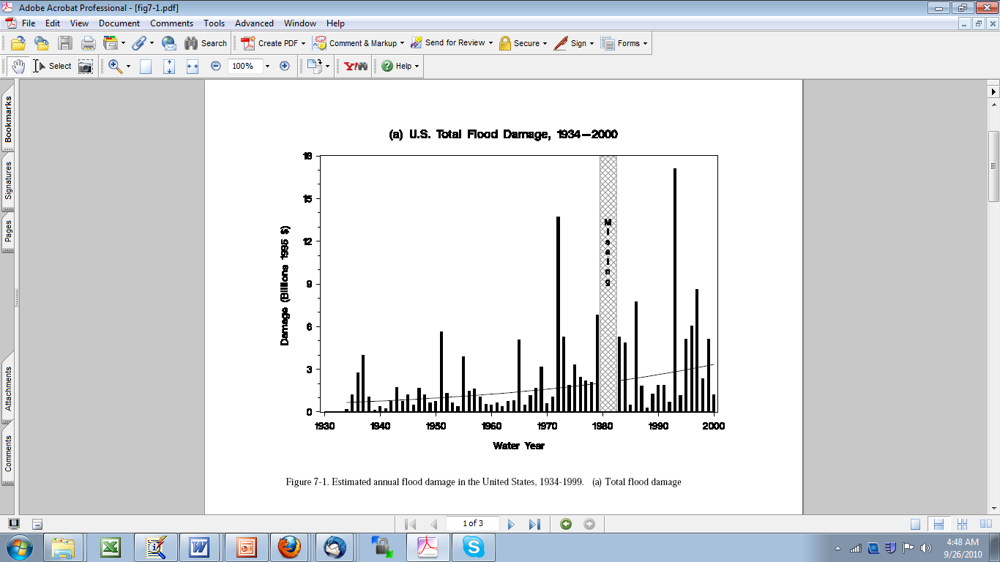 Adobe Acrobat Professional - [fig7-1.pdf]
File Edit View Document Comments Tools Advanced Window Help
Search Create PDF Comment & Markup Send for Review Secure Sign Forms
Select 100% Y! Help
Bookmarks
Signatures
Pages
Attachments
Comments
(a) U.S. Total Flood Damage, 1934—2000
Damage (Billions 1995 $)
18
15
12
9
6
3
0
Missing
1930 1940 1950 1960 1970 1980 1990 2000
Water Year
Figure 7-1. Estimated annual flood damage in the United States, 1934-1999. (a) Total flood damage
1 of 3
4:48 AM
9/26/2010